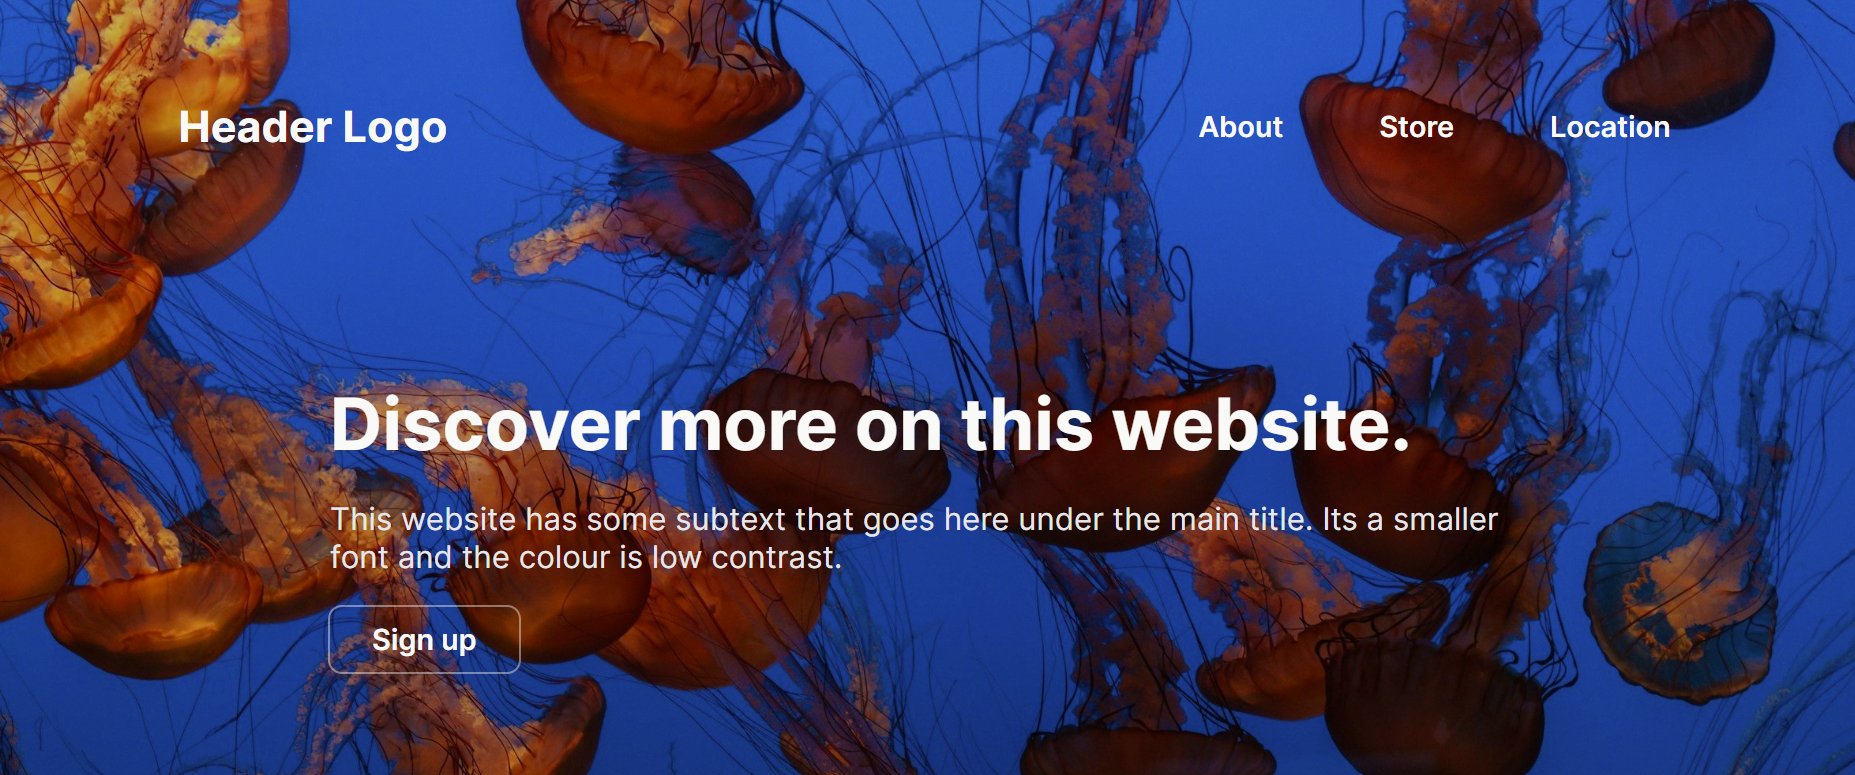 Header Logo
About
Store
Location
Discover more on this website.
This website has some subtext that goes here under the main title. Its a smaller
font and the colour is low contrast.
Sign up